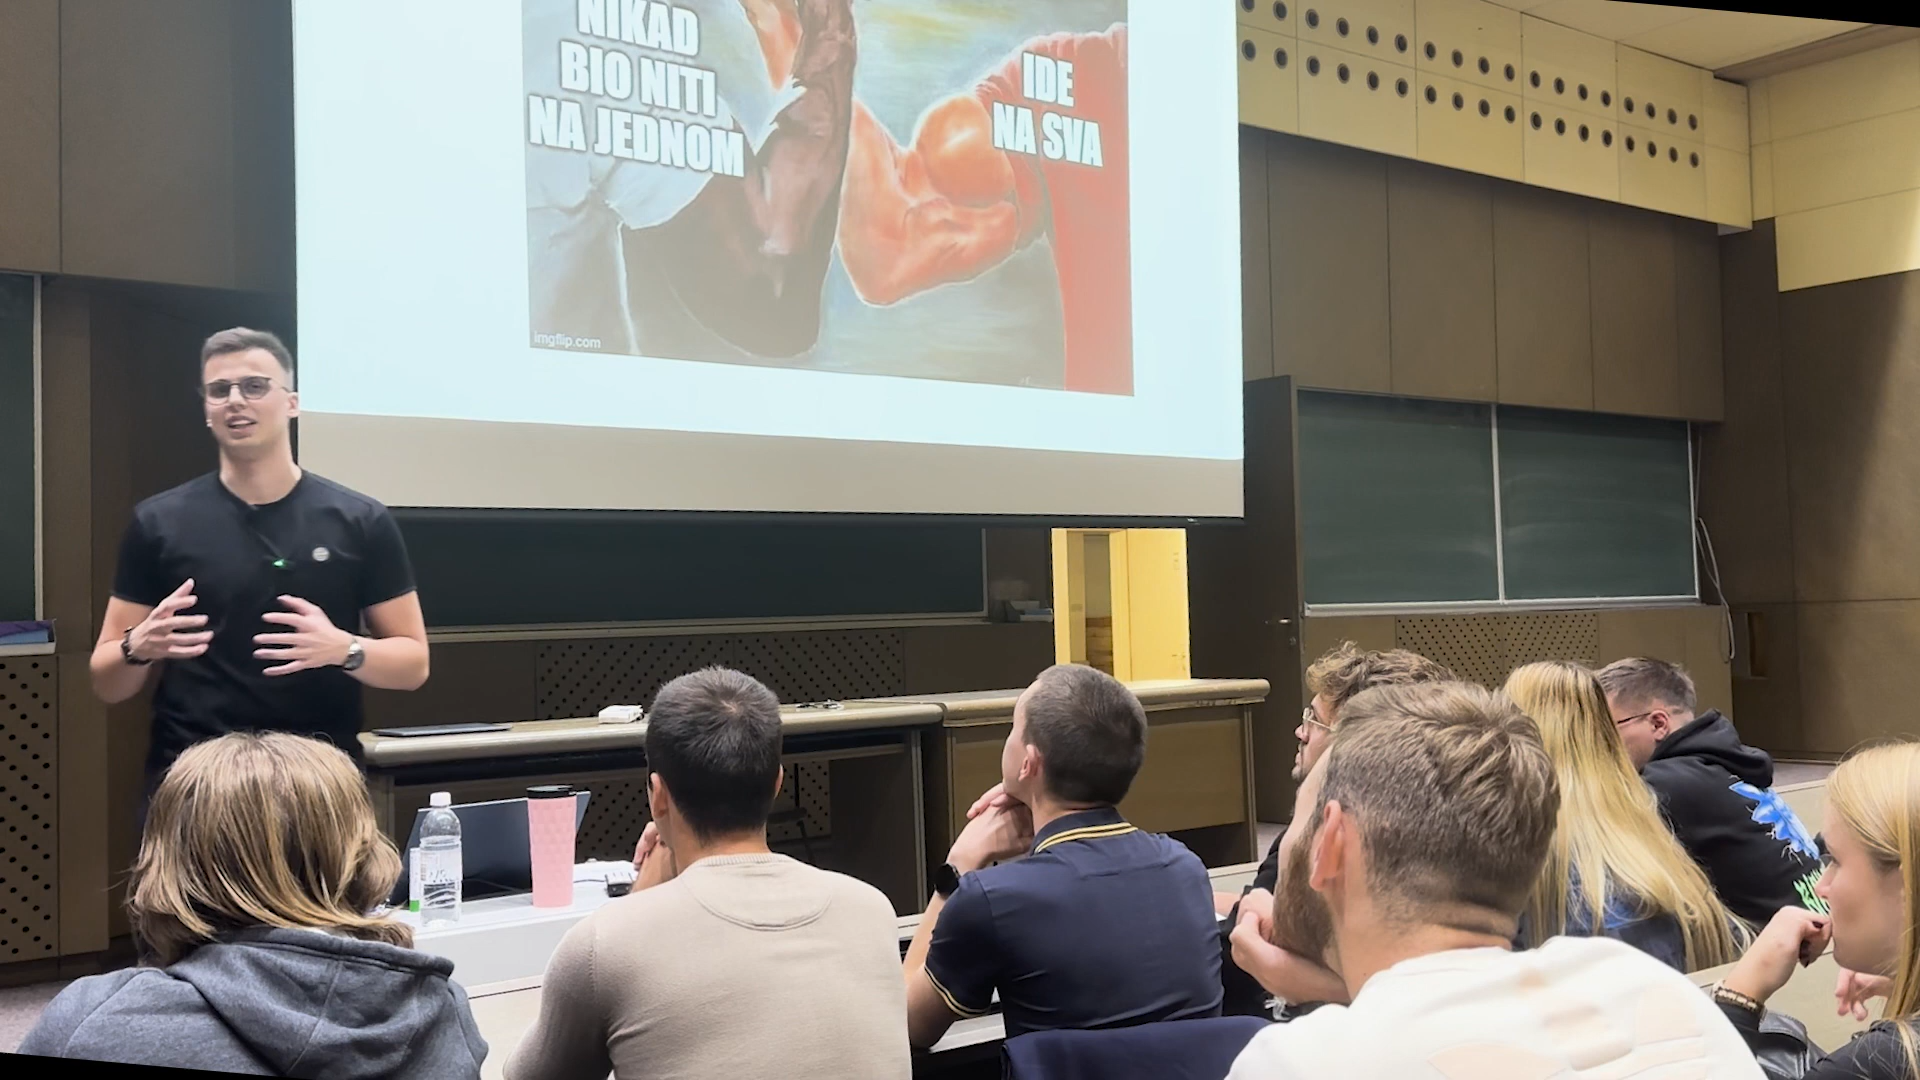 NIKAD
BIO NITI
NA JEDNOM
IDE
NA SVA
imgflip.com